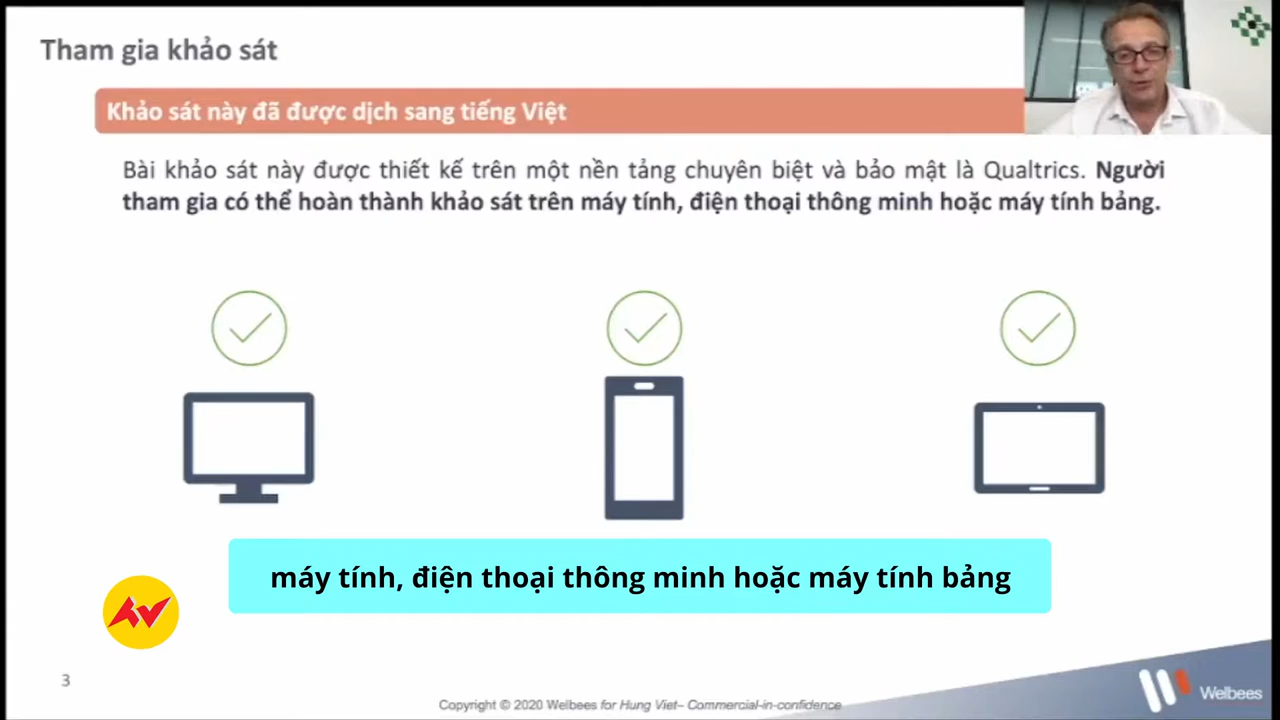 Tham gia khảo sát
Khảo sát này đã được dịch sang tiếng Việt
Bài khảo sát này được thiết kế trên một nền tảng chuyên biệt và bảo mật là Qualtrics. Người
tham gia có thể hoàn thành khảo sát trên máy tính, điện thoại thông minh hoặc máy tính bảng.
máy tính, điện thoại thông minh hoặc máy tính bảng
3
Copyright © 2020 Welbees for Hung Viet– Commercial-in-confidence
Welbees